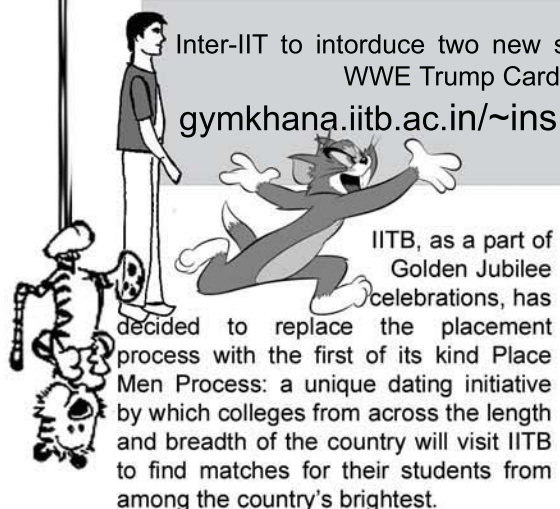 Inter-IIT to intorduce two new s
WWE Trump Card
gymkhana.iitb.ac.in/~ins
IITB, as a part of
Golden Jubilee
celebrations, has
decided to replace the placement
process with the first of its kind Place
Men Process: a unique dating initiative
by which colleges from across the length
and breadth of the country will visit IITB
to find matches for their students from
among the country's brightest.